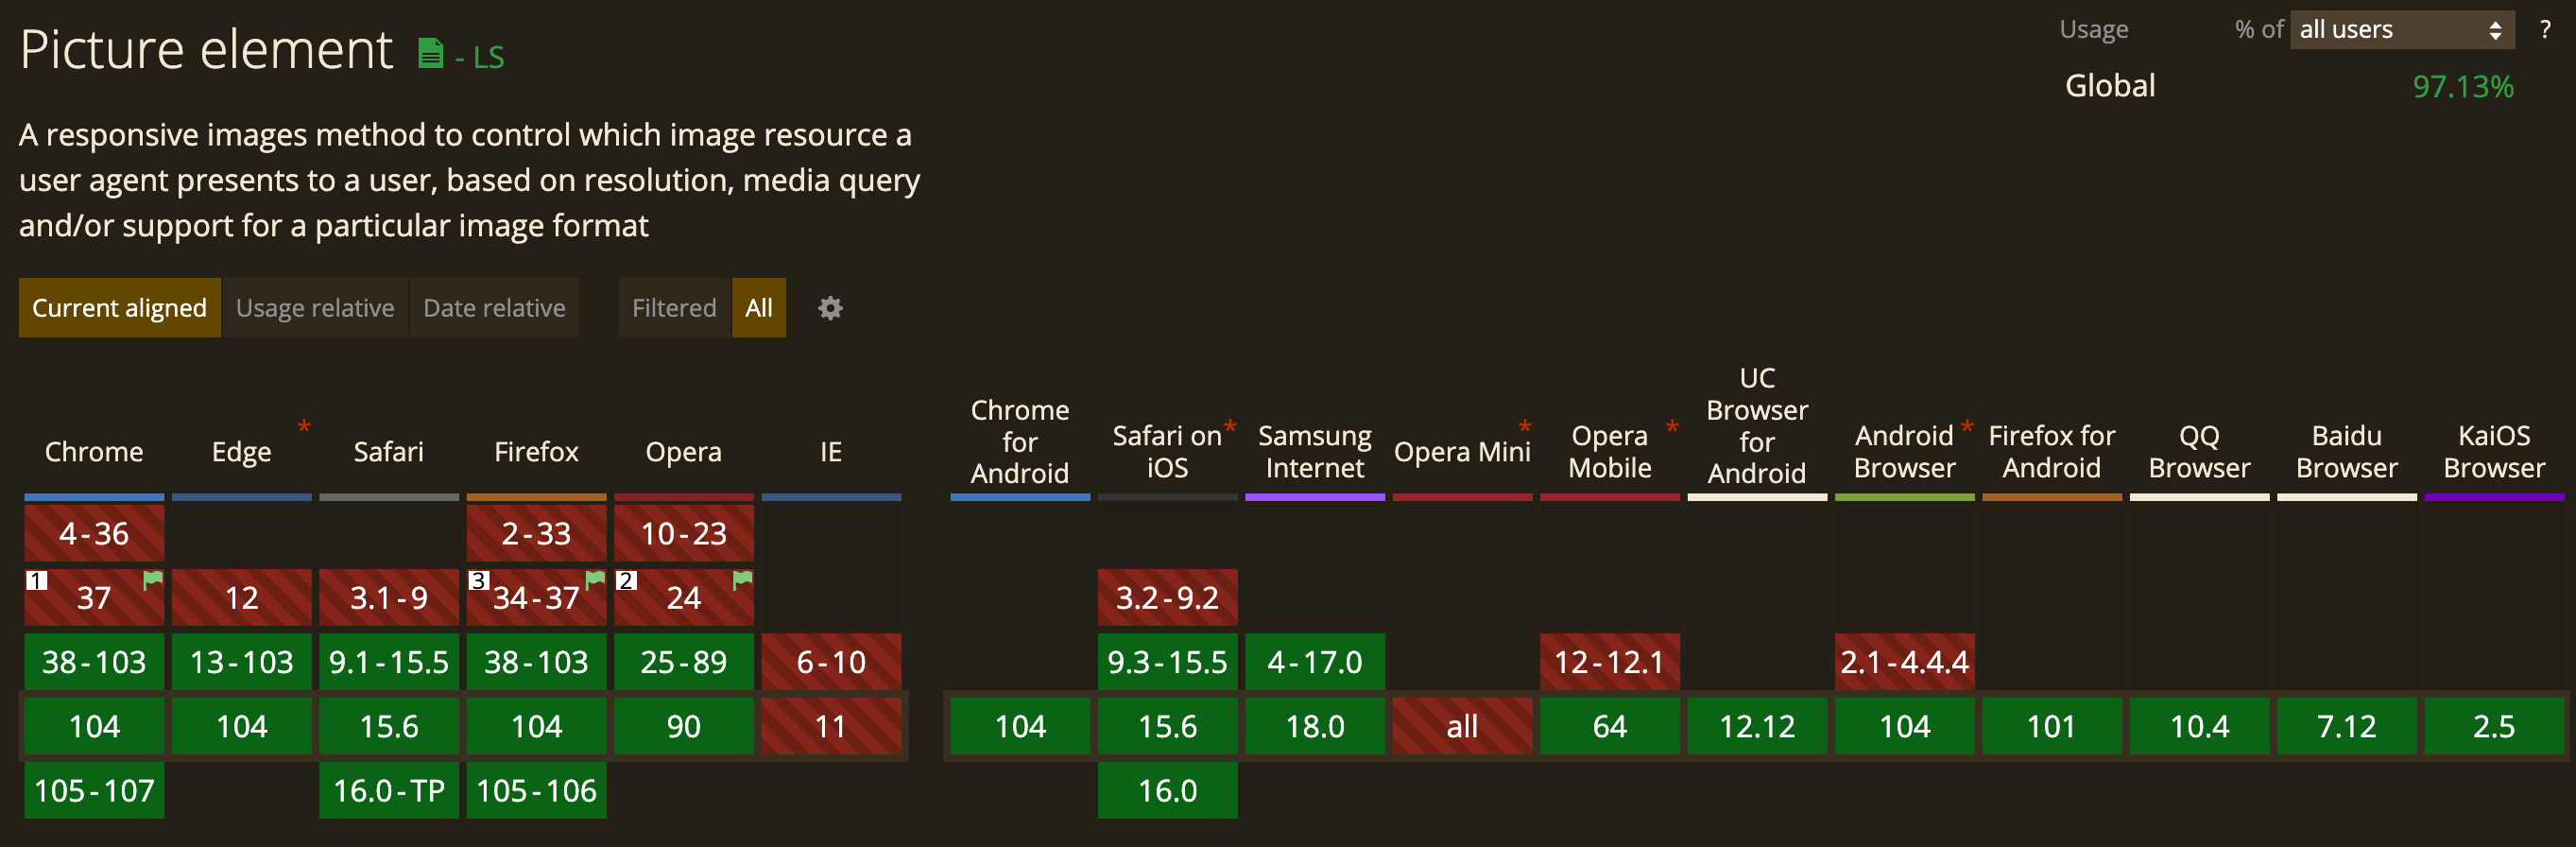 Picture element - LS
Usage % of all users ?
Global 97.13%
A responsive images method to control which image resource a
user agent presents to a user, based on resolution, media query
and/or support for a particular image format
Current aligned Usage relative Date relative Filtered All
Chrome
Edge *
Safari
Firefox
Opera
IE
Chrome
for
Android
Safari on *
iOS
Samsung
Internet
Opera Mini *
Opera *
Mobile
UC
Browser
for
Android
Android *
Browser
Firefox for
Android
QQ
Browser
Baidu
Browser
KaiOS
Browser
4-36 2-33 10-23
1 37 12 3.1-9 3 34-37 2 24 3.2-9.2
38-103 13-103 9.1-15.5 38-103 25-89 6-10 9.3-15.5 4-17.0 12-12.1 2.1-4.4.4
104 104 15.6 104 90 11 104 15.6 18.0 all 64 12.12 104 101 10.4 7.12 2.5
105-107 16.0-TP 105-106 16.0